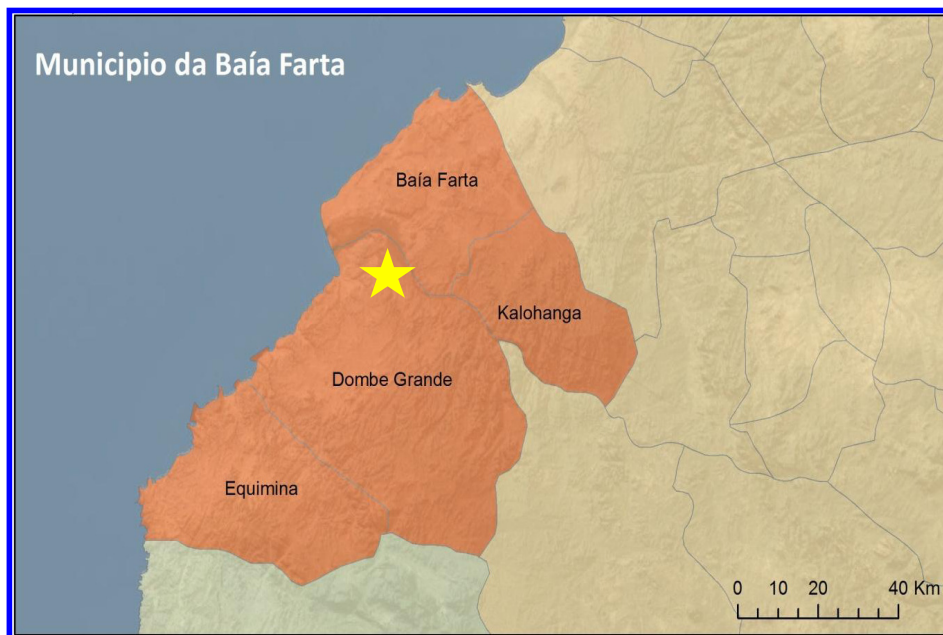 Municipio da Baía Farta
Baía Farta
Kalohanga
Dombe Grande
Equimina
0 10 20 40 Km